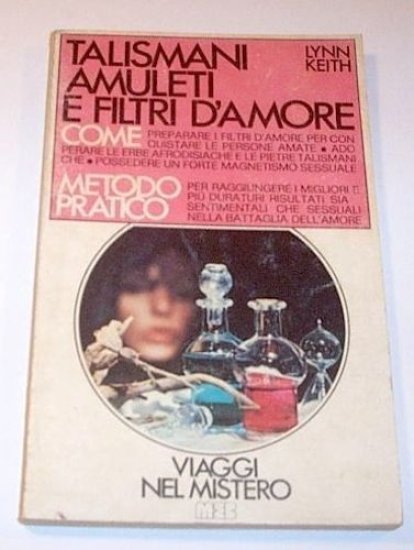 TALISMANI
AMULETI
E FILTRI D'AMORE
LYNN
KEITH
COME
PREPARARE I FILTRI D'AMORE PER CON
QUISTARE LE PERSONE AMATE • ADO
PERARE LE ERBE AFRODISIACHE E LE PIETRE TALISMANI
CHE • POSSEDERE UN FORTE MAGNETISMO SESSUALE
METODO
PRATICO
PER RAGGIUNGERE I MIGLIORI E
PIÙ DURATURI RISULTATI SIA
SENTIMENTALI CHE SESSUALI
NELLA BATTAGLIA DELL'AMORE
VIAGGI
NEL MISTERO
MEB